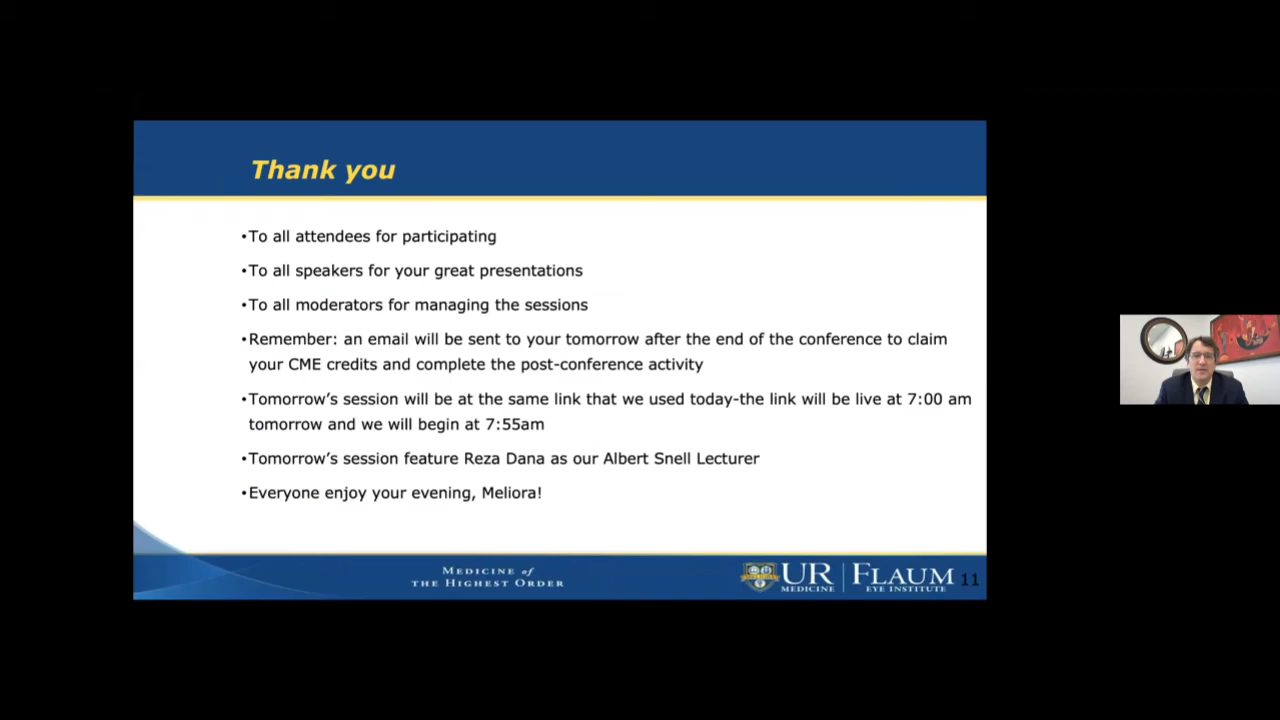 Thank you
•To all attendees for participating
•To all speakers for your great presentations
•To all moderators for managing the sessions
•Remember: an email will be sent to your tomorrow after the end of the conference to claim
your CME credits and complete the post-conference activity
•Tomorrow’s session will be at the same link that we used today-the link will be live at 7:00 am
tomorrow and we will begin at 7:55am
•Tomorrow’s session feature Reza Dana as our Albert Snell Lecturer
•Everyone enjoy your evening, Meliora!
MEDICINE of
THE HIGHEST ORDER
UR
MEDICINE
FLAUM
EYE INSTITUTE
11